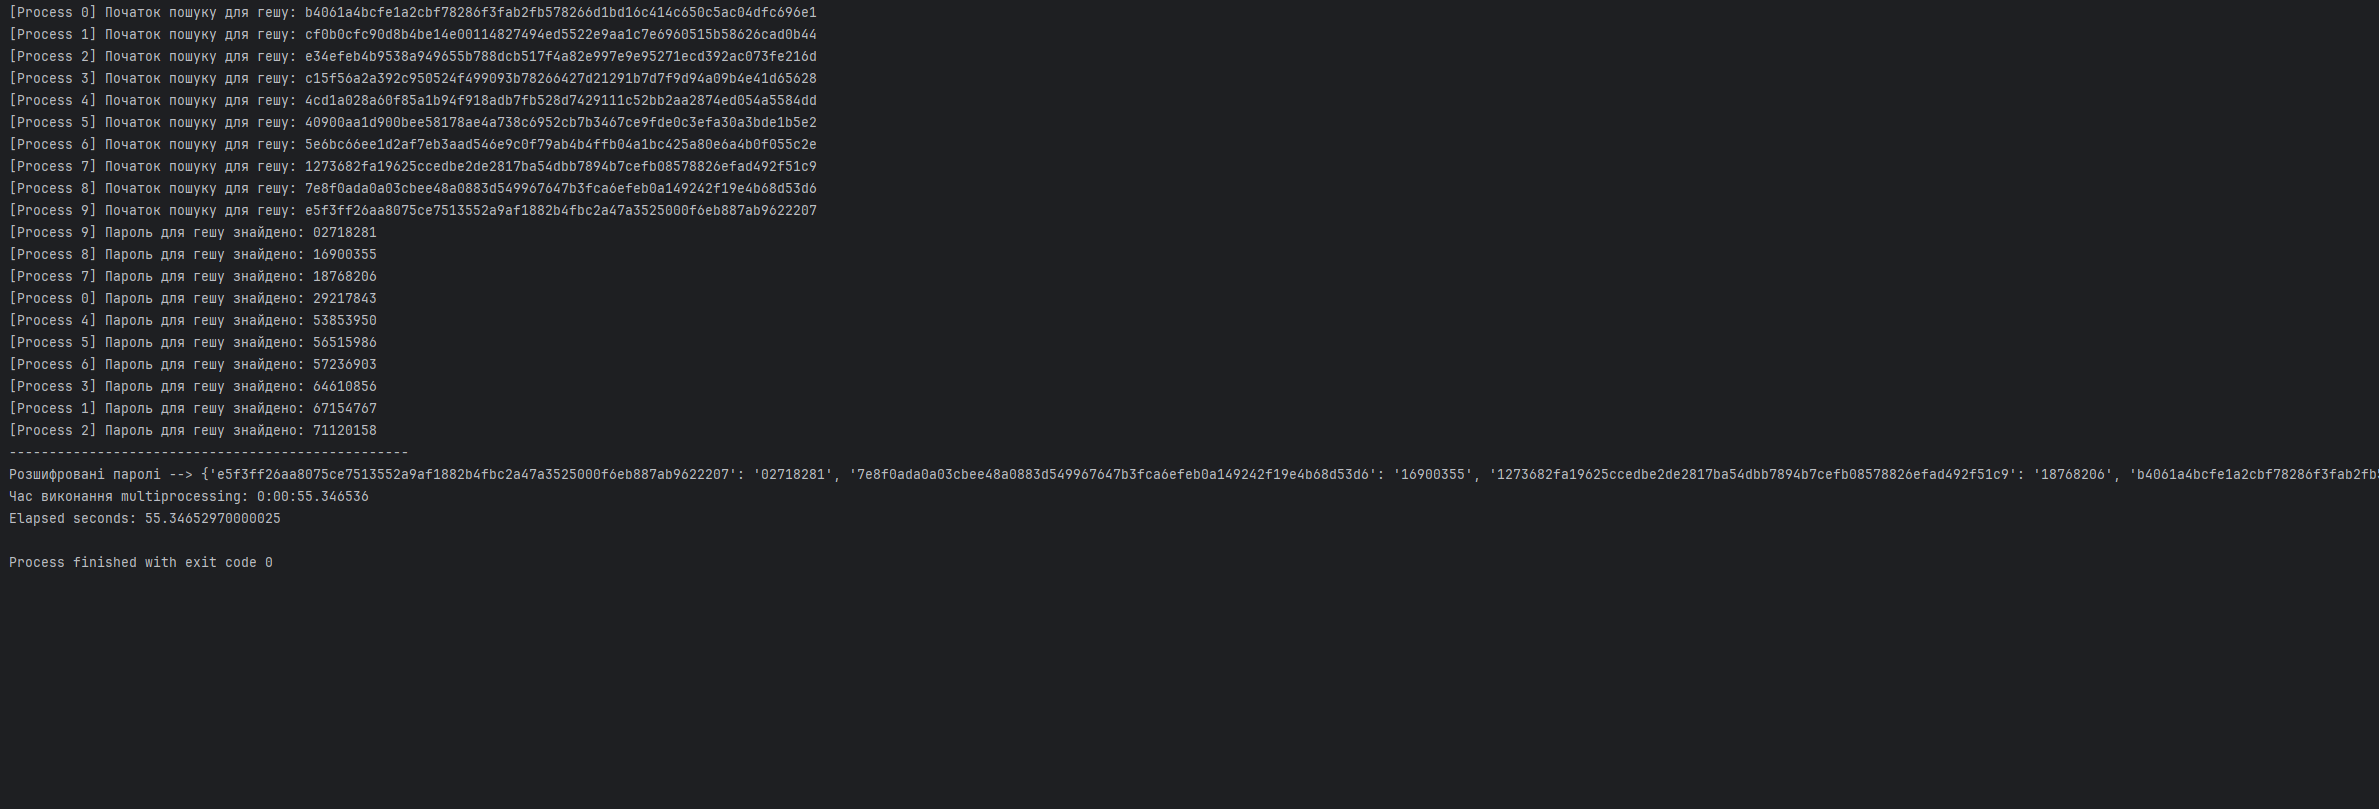 [Process 0] Початок пошуку для гешу: b4061a4bcfe1a2cbf78286f3fab2fb578266d1bd16c414c650c5ac04dfc696e1
[Process 1] Початок пошуку для гешу: cf0b0cfc90d8b4be14e00114827494ed5522e9aa1c7e6960515b58626cad0b44
[Process 2] Початок пошуку для гешу: e34efeb4b9538a949655b788dcb517f4a82e997e9e95271ecd392ac073fe216d
[Process 3] Початок пошуку для гешу: c15f56a2a392c950524f499093b78266427d21291b7d7f9d94a09b4e41d65628
[Process 4] Початок пошуку для гешу: 4cd1a028a60f85a1b94f918adb7fb528d7429111c52bb2aa2874ed054a5584dd
[Process 5] Початок пошуку для гешу: 40900aa1d900bee58178ae4a738c6952cb7b3467ce9fde0c3efa30a3bde1b5e2
[Process 6] Початок пошуку для гешу: 5e6bc66ee1d2af7eb3aad546e9c0f79ab4b4ffb04a1bc425a80e6a4b0f055c2e
[Process 7] Початок пошуку для гешу: 1273682fa19625ccedbe2de2817ba54dbb7894b7cefb08578826efad492f51c9
[Process 8] Початок пошуку для гешу: 7e8f0ada0a03cbee48a0883d549967647b3fca6efeb0a149242f19e4b68d53d6
[Process 9] Початок пошуку для гешу: e5f3ff26aa8075ce7513552a9af1882b4fbc2a47a3525000f6eb887ab9622207
[Process 9] Пароль для гешу знайдено: 02718281
[Process 8] Пароль для гешу знайдено: 16900355
[Process 7] Пароль для гешу знайдено: 18768206
[Process 0] Пароль для гешу знайдено: 29217843
[Process 4] Пароль для гешу знайдено: 53853950
[Process 5] Пароль для гешу знайдено: 56515986
[Process 6] Пароль для гешу знайдено: 57236903
[Process 3] Пароль для гешу знайдено: 64610856
[Process 1] Пароль для гешу знайдено: 67154767
[Process 2] Пароль для гешу знайдено: 71120158
--------------------------------------------------
Розшифровані паролі --> {'e5f3ff26aa8075ce7513552a9af1882b4fbc2a47a3525000f6eb887ab9622207': '02718281', '7e8f0ada0a03cbee48a0883d549967647b3fca6efeb0a149242f19e4b68d53d6': '16900355', '1273682fa19625ccedbe2de2817ba54dbb7894b7cefb08578826efad492f51c9': '18768206', 'b4061a4bcfe1a2cbf78286f3fab2fb5
Час виконання multiprocessing: 0:00:55.346536
Elapsed seconds: 55.34652970000025
Process finished with exit code 0